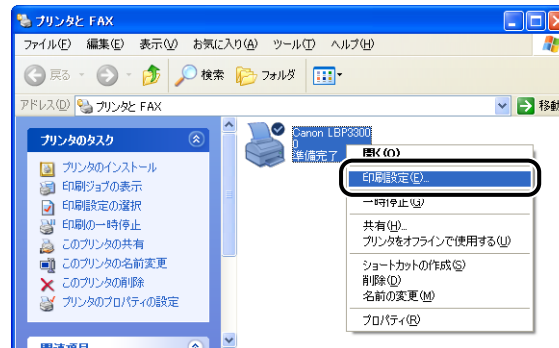 プリンタと FAX
ファイル(F) 編集(E) 表示(V) お気に入り(A) ツール(T) ヘルプ(H)
戻る 検索 フォルダ
アドレス(D) プリンタと FAX 移動
プリンタのタスク
プリンタのインストール
印刷ジョブの表示
印刷設定の選択
印刷の一時停止
このプリンタの共有
このプリンタの名前変更
このプリンタの削除
プリンタのプロパティの設定
関連項目
Canon LBP3300
0
準備完了
開く(O)
印刷設定(E)...
一時停止(G)
共有(H)...
プリンタをオフラインで使用する(U)
ショートカットの作成(S)
削除(D)
名前の変更(M)
プロパティ(R)